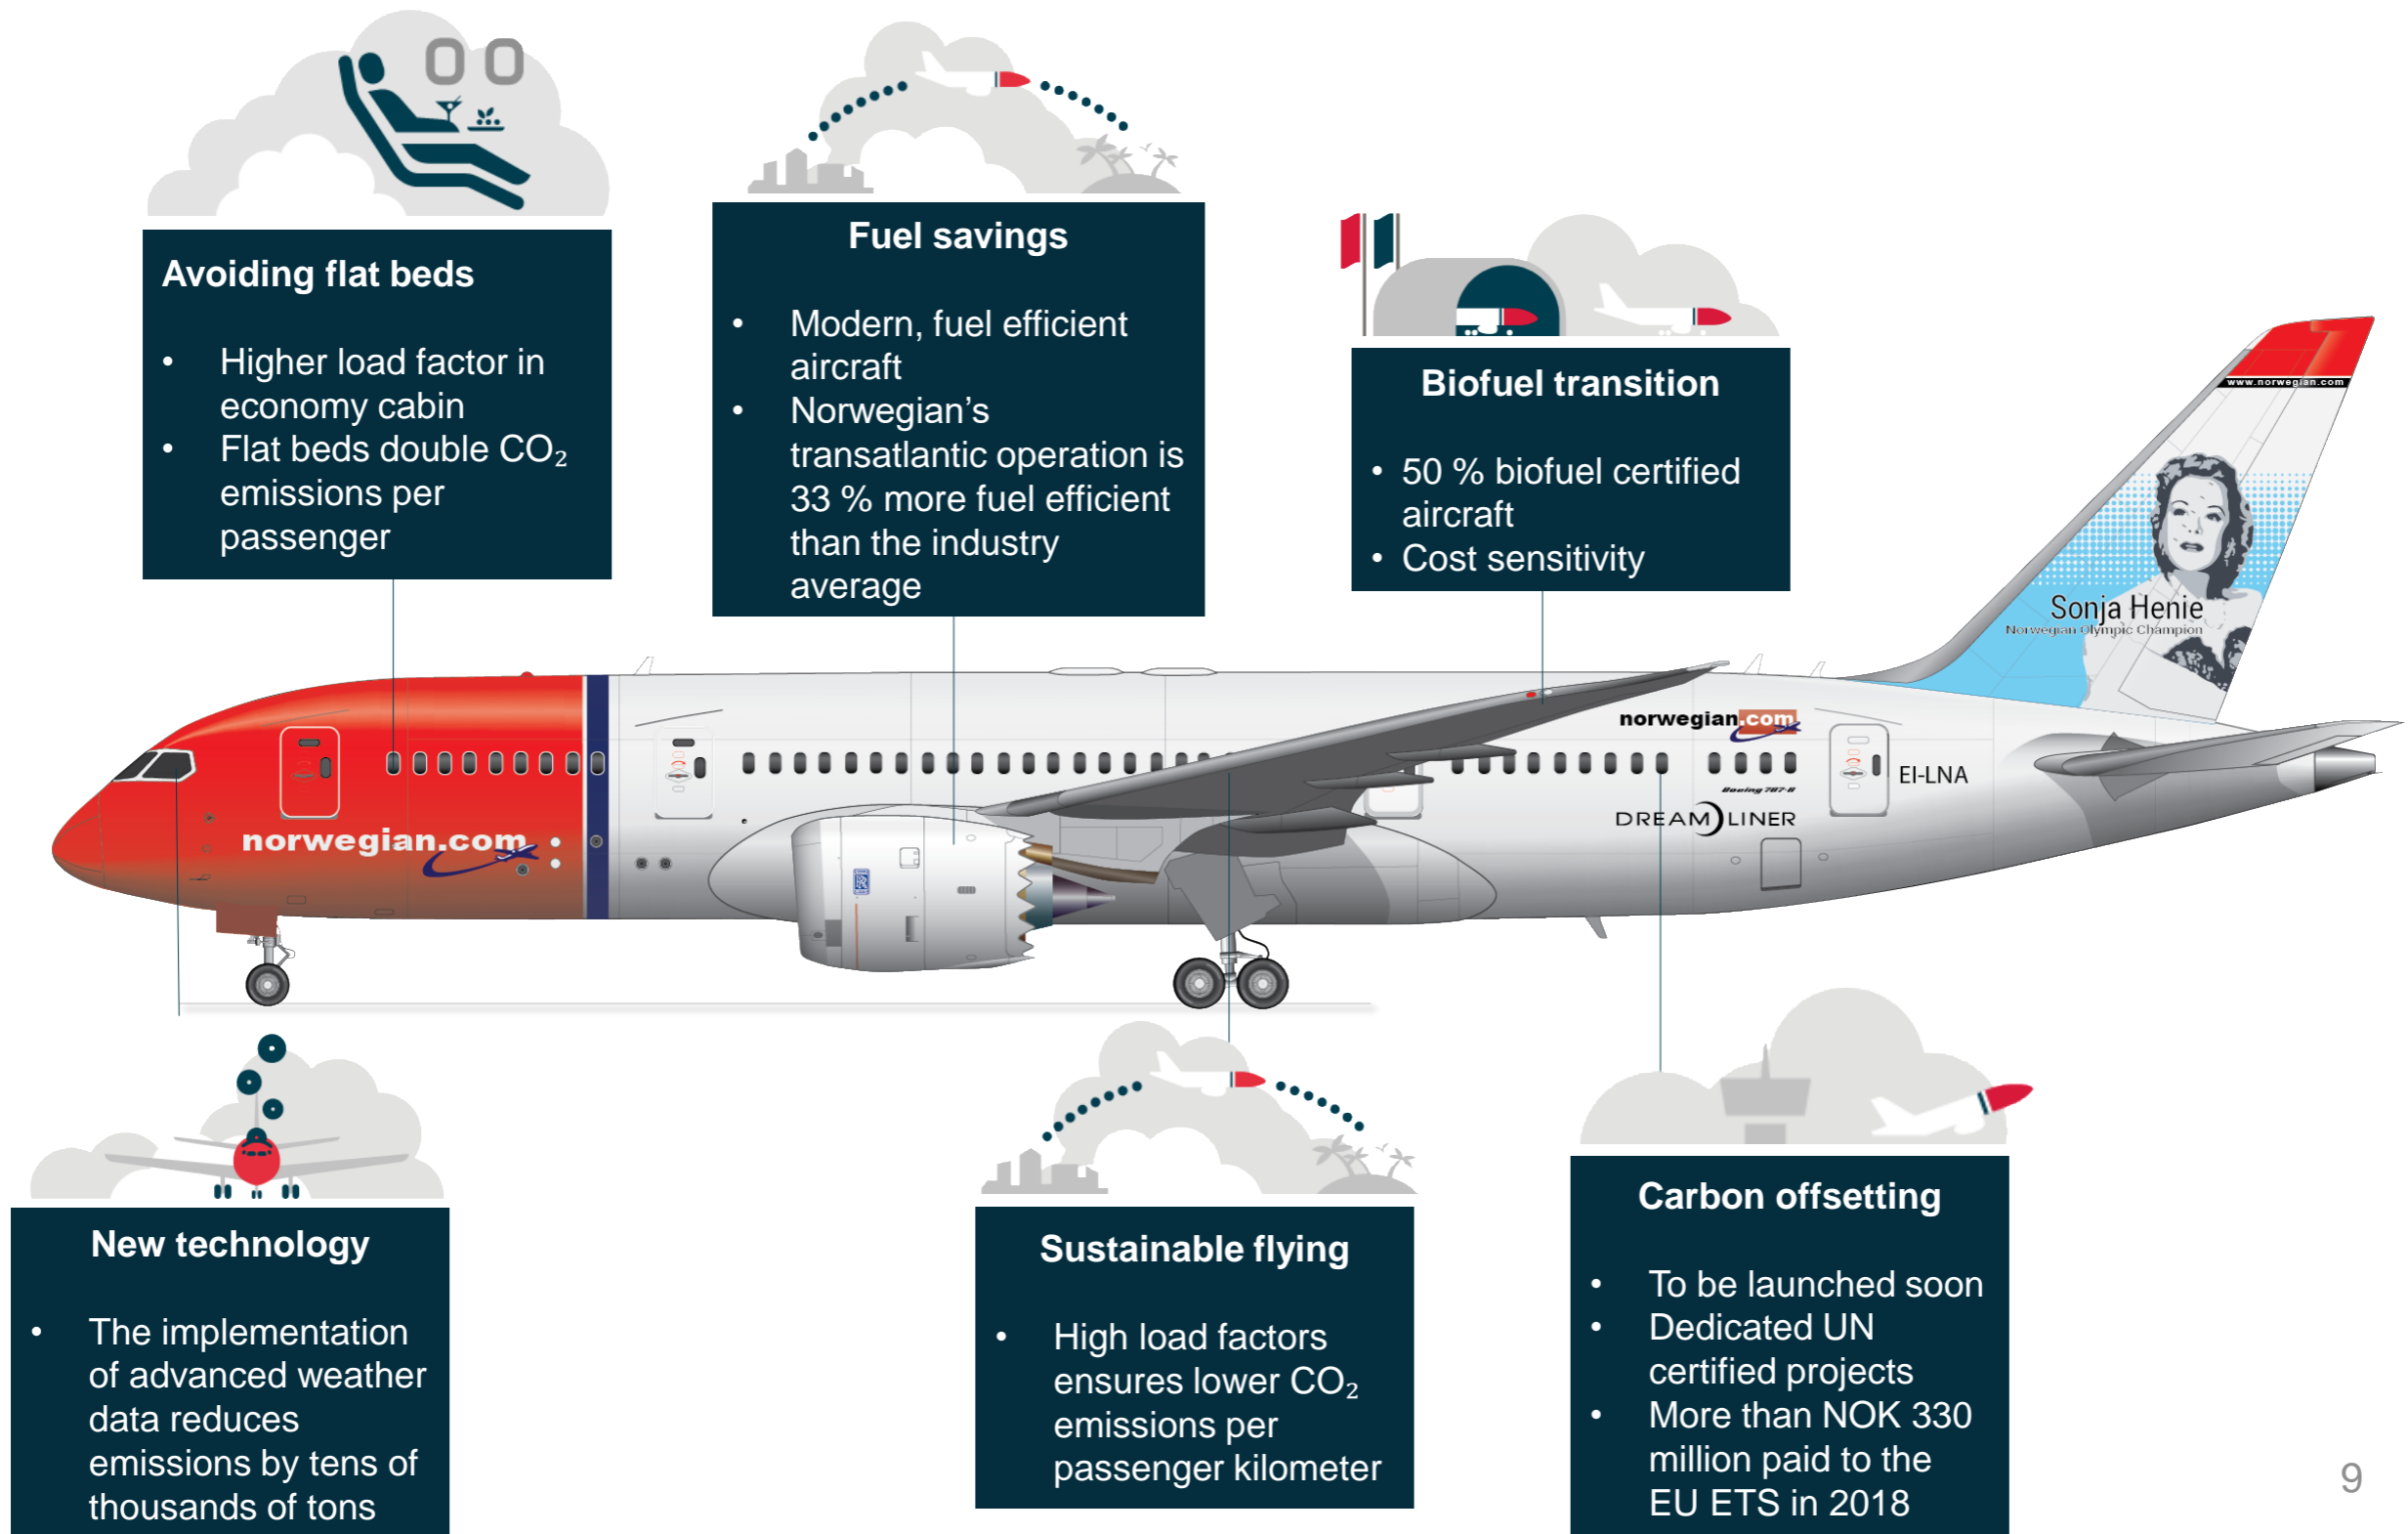 Avoiding flat beds
• Higher load factor in
economy cabin
• Flat beds double CO₂
emissions per
passenger
Fuel savings
• Modern, fuel efficient
aircraft
• Norwegian’s
transatlantic operation is
33 % more fuel efficient
than the industry
average
Biofuel transition
• 50 % biofuel certified
aircraft
• Cost sensitivity
www.norwegian.com
Sonja Henie
Norwegian Olympic Champion
norwegian.com
EI-LNA
Boeing 787-8
DREAMLINER
norwegian.com
New technology
• The implementation
of advanced weather
data reduces
emissions by tens of
thousands of tons
Sustainable flying
• High load factors
ensures lower CO₂
emissions per
passenger kilometer
Carbon offsetting
• To be launched soon
• Dedicated UN
certified projects
• More than NOK 330
million paid to the
EU ETS in 2018
9